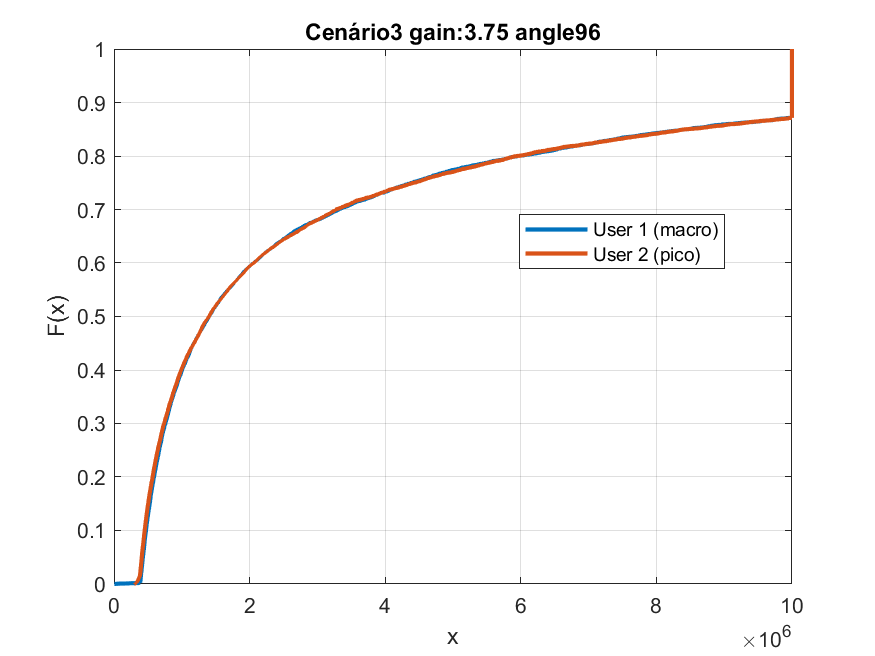 Cenário3 gain:3.75 angle96
1
0.9
0.8
0.7
0.6
0.5
0.4
0.3
0.2
0.1
0
F(x)
User 1 (macro)
User 2 (pico)
0 2 4 6 8 10
x
×10^6